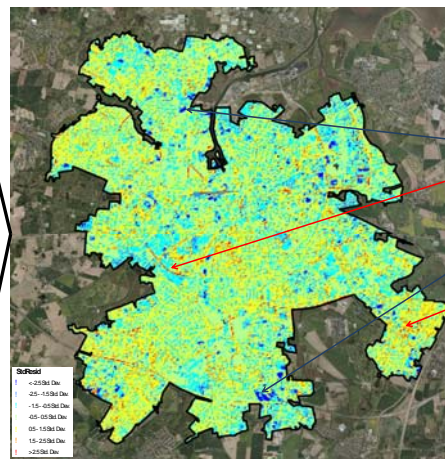 StdResid
<-2.5 Std. Dev.
-2.5 - -1.5 Std. Dev.
-1.5 - -0.5 Std. Dev.
-0.5 - 0.5 Std. Dev.
0.5 - 1.5 Std. Dev.
1.5 - 2.5 Std. Dev.
>2.5 Std. Dev.